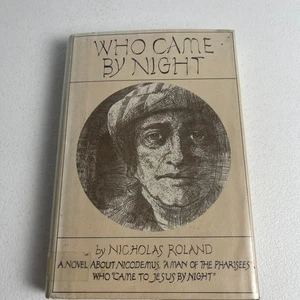 WHO CAME
BY NIGHT
by NICHOLAS ROLAND
A NOVEL ABOUT NICODEMUS, "A MAN OF THE PHARISEES"
WHO "CAME TO JESUS BY NIGHT"